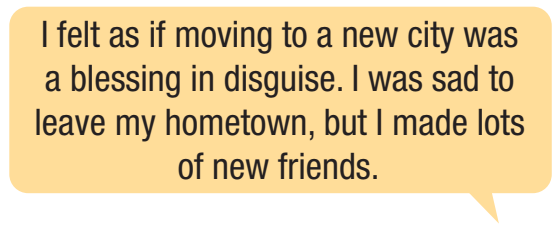 I felt as if moving to a new city was
a blessing in disguise. I was sad to
leave my hometown, but I made lots
of new friends.